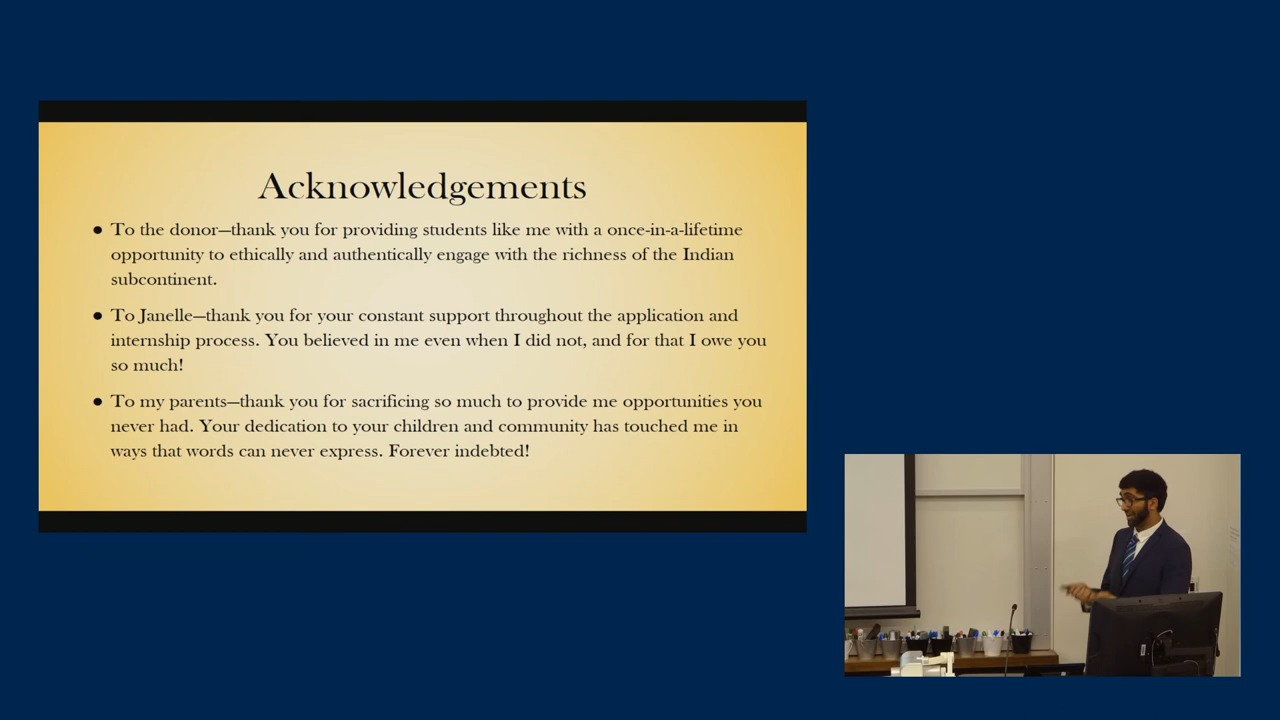 Acknowledgements
● To the donor—thank you for providing students like me with a once-in-a-lifetime
opportunity to ethically and authentically engage with the richness of the Indian
subcontinent.
● To Janelle—thank you for your constant support throughout the application and
internship process. You believed in me even when I did not, and for that I owe you
so much!
● To my parents—thank you for sacrificing so much to provide me opportunities you
never had. Your dedication to your children and community has touched me in
ways that words can never express. Forever indebted!